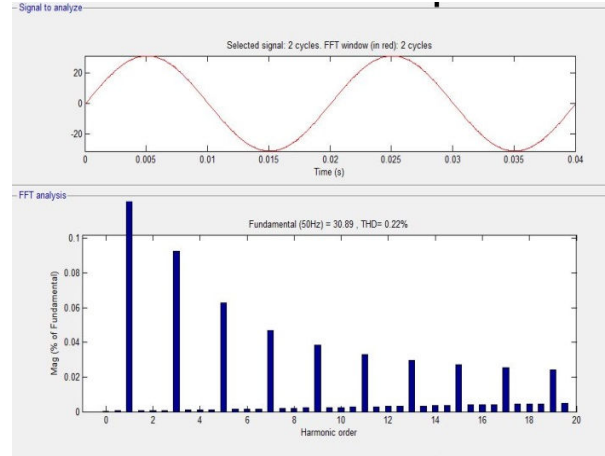 Signal to analyze
Selected signal: 2 cycles. FFT window (in red): 2 cycles
20
0
-20
0 0.005 0.01 0.015 0.02 0.025 0.03 0.035 0.04
Time (s)
FFT analysis
Fundamental (50Hz) = 30.89 , THD= 0.22%
Mag (% of Fundamental)
0.1
0.08
0.06
0.04
0.02
0
0 2 4 6 8 10 12 14 16 18 20
Harmonic order